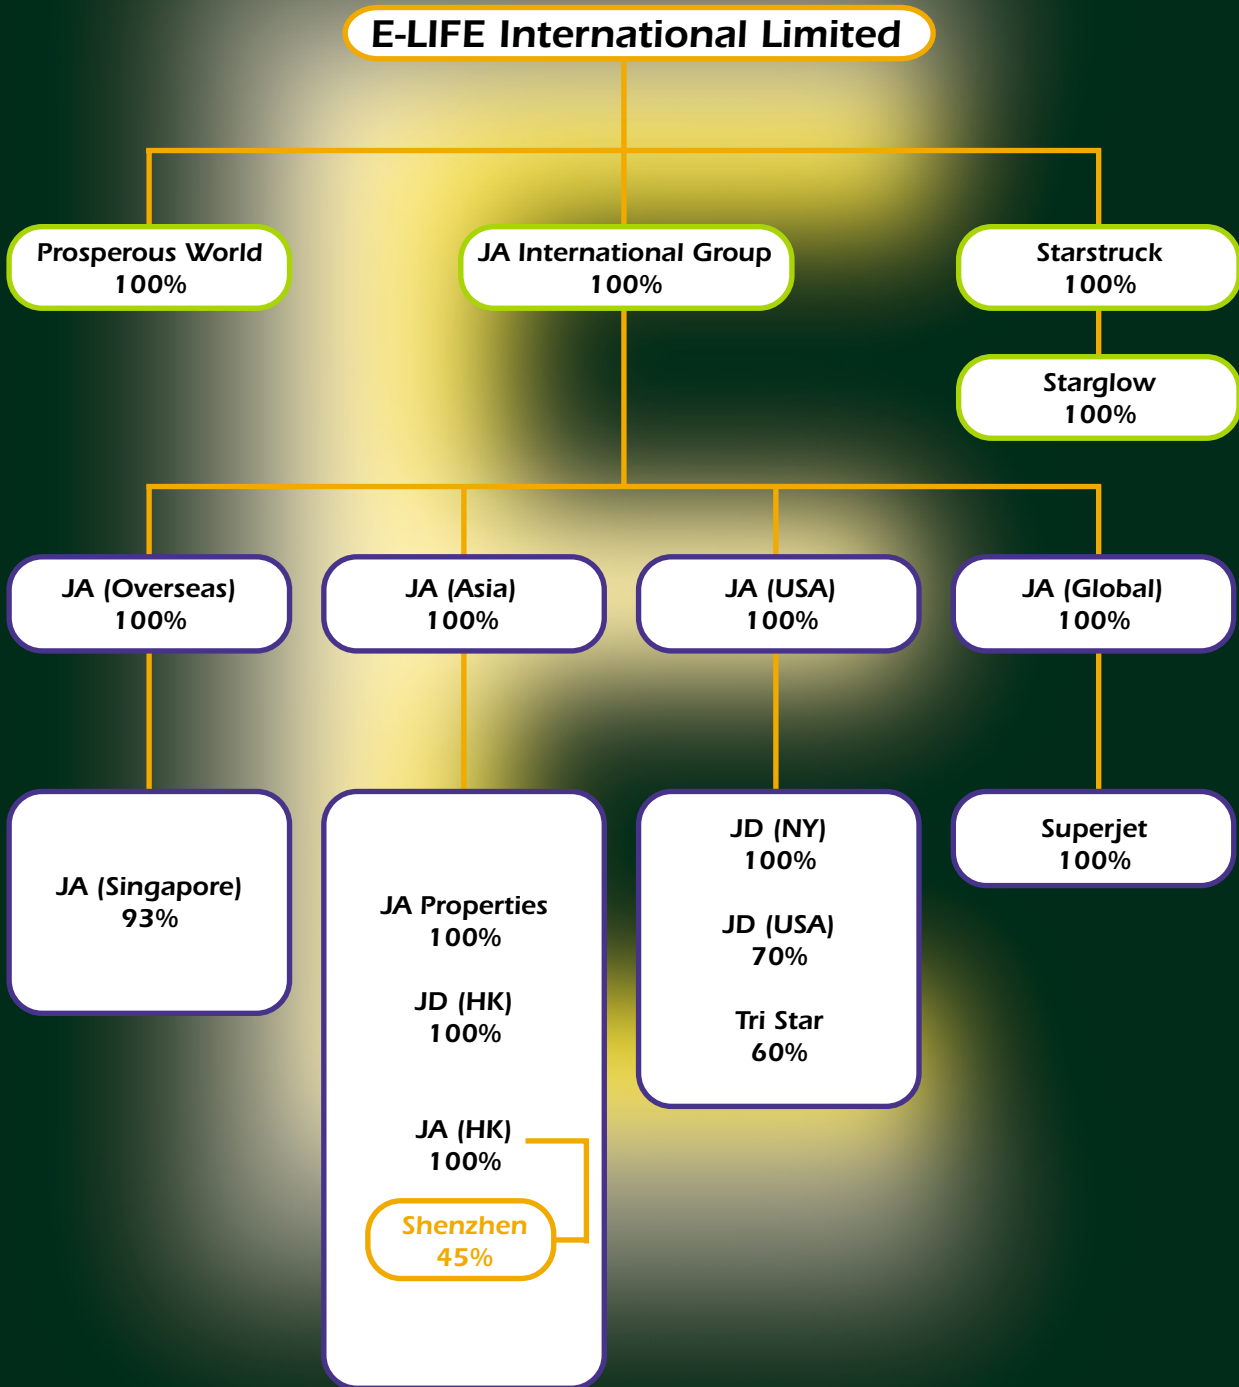 E-LIFE International Limited
Prosperous World
100%
JA International Group
100%
Starstruck
100%
Starglow
100%
JA (Overseas)
100%
JA (Asia)
100%
JA (USA)
100%
JA (Global)
100%
JA (Singapore)
93%
JA Properties
100%
JD (HK)
100%
JA (HK)
100%
Shenzhen
45%
JD (NY)
100%
JD (USA)
70%
Tri Star
60%
Superjet
100%